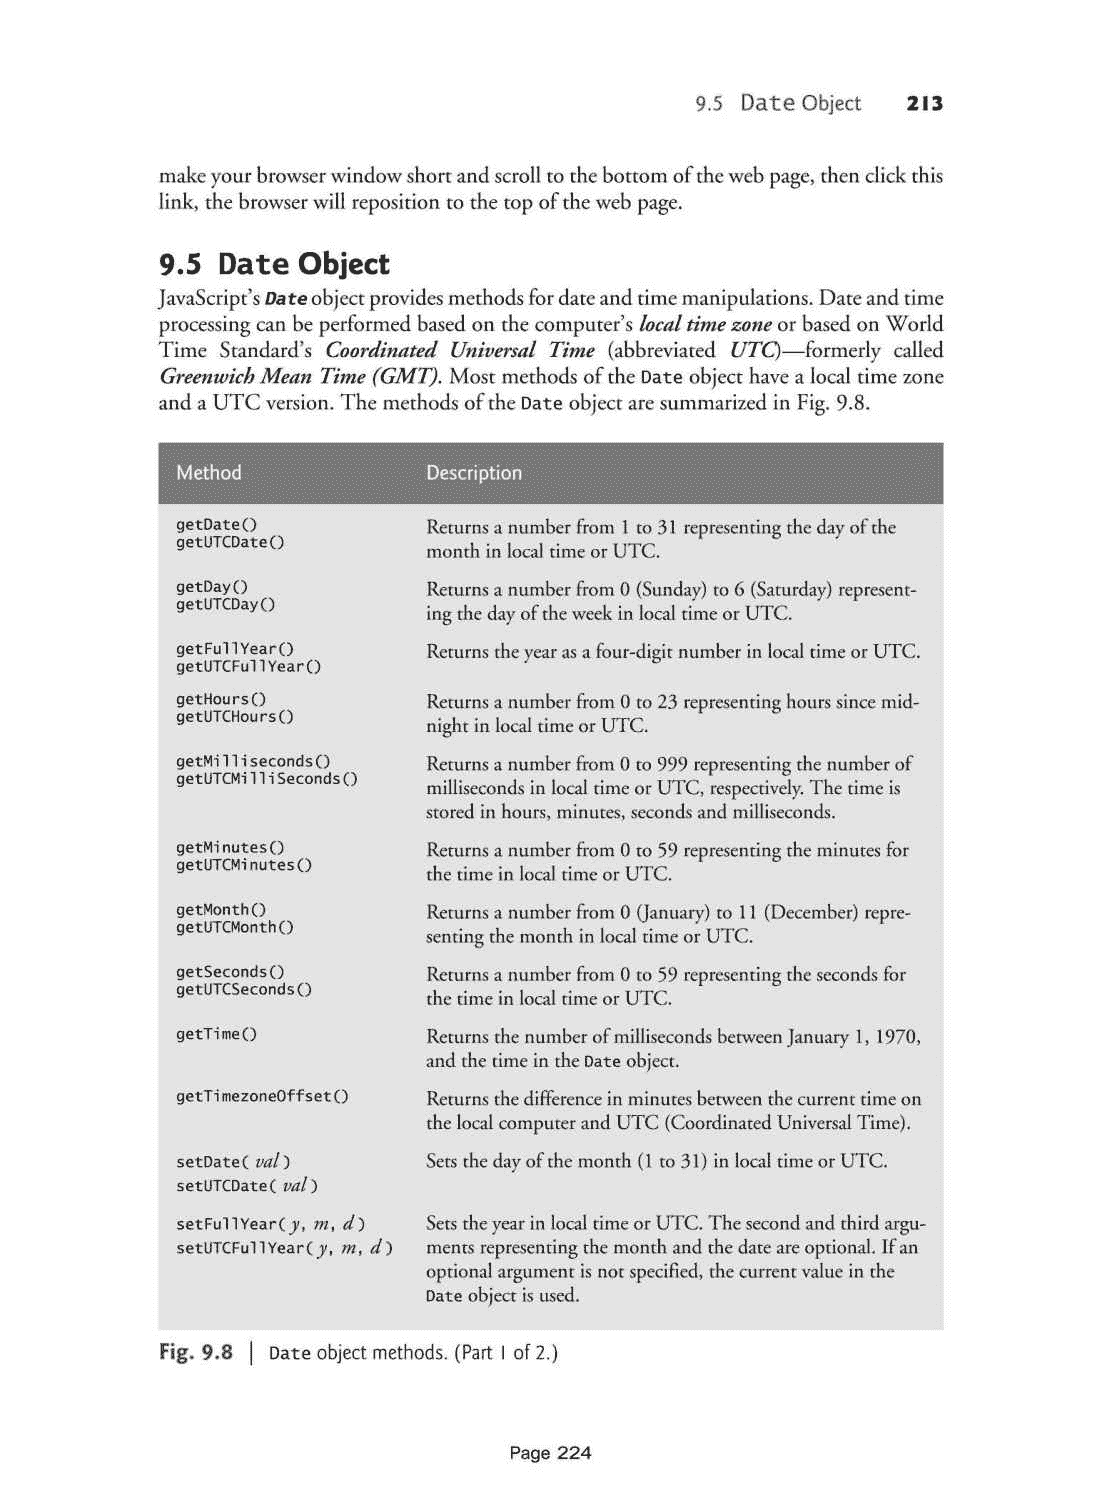 9.5 Date Object 213
make your browser window short and scroll to the bottom of the web page, then click this
link, the browser will reposition to the top of the web page.
9.5 Date Object
JavaScript's Date object provides methods for date and time manipulations. Date and time
processing can be performed based on the computer's local time zone or based on World
Time Standard's Coordinated Universal Time (abbreviated UTC)—formerly called
Greenwich Mean Time (GMT). Most methods of the Date object have a local time zone
and a UTC version. The methods of the Date object are summarized in Fig. 9.8.
Method Description
getDate()
getUTCDate()
Returns a number from 1 to 31 representing the day of the
month in local time or UTC.
getDay()
getUTCDay()
Returns a number from 0 (Sunday) to 6 (Saturday) represent-
ing the day of the week in local time or UTC.
getFullYear()
getUTCFullYear()
Returns the year as a four-digit number in local time or UTC.
getHours()
getUTCHours()
Returns a number from 0 to 23 representing hours since mid-
night in local time or UTC.
getMilliseconds()
getUTCMilliSeconds()
Returns a number from 0 to 999 representing the number of
milliseconds in local time or UTC, respectively. The time is
stored in hours, minutes, seconds and milliseconds.
getMinutes()
getUTCMinutes()
Returns a number from 0 to 59 representing the minutes for
the time in local time or UTC.
getMonth()
getUTCMonth()
Returns a number from 0 (January) to 11 (December) repre-
senting the month in local time or UTC.
getSeconds()
getUTCSeconds()
Returns a number from 0 to 59 representing the seconds for
the time in local time or UTC.
getTime()
Returns the number of milliseconds between January 1, 1970,
and the time in the Date object.
getTimezoneOffset()
Returns the difference in minutes between the current time on
the local computer and UTC (Coordinated Universal Time).
setDate( val )
setUTCDate( val )
Sets the day of the month (1 to 31) in local time or UTC.
setFullYear( y, m, d )
setUTCFullYear( y, m, d )
Sets the year in local time or UTC. The second and third argu-
ments representing the month and the date are optional. If an
optional argument is not specified, the current value in the
Date object is used.
Fig. 9.8 | Date object methods. (Part 1 of 2.)
Page 224